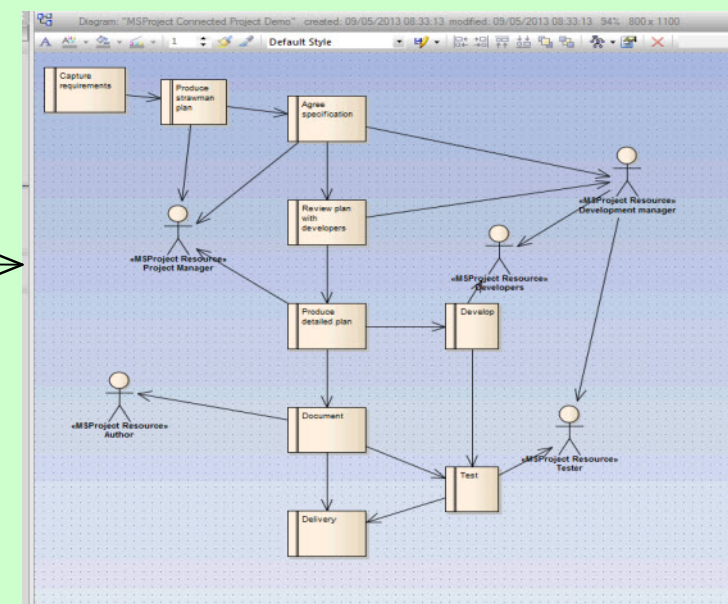 Diagram: "MSProject Connected Project Demo" created: 09/05/2013 08:33:13 modified: 09/05/2013 08:33:13 94% 800 x 1100
A 1 Default Style
Capture
requirements
Produce
strawman
plan
Agree
specification
«MSProject Resource»
Development manager
Review plan
with
developers
«MSProject Resource»
Project Manager
«MSProject Resource»
Developers
Produce
detailed plan
Develop
Document
«MSProject Resource»
Author
«MSProject Resource»
Tester
Test
Delivery